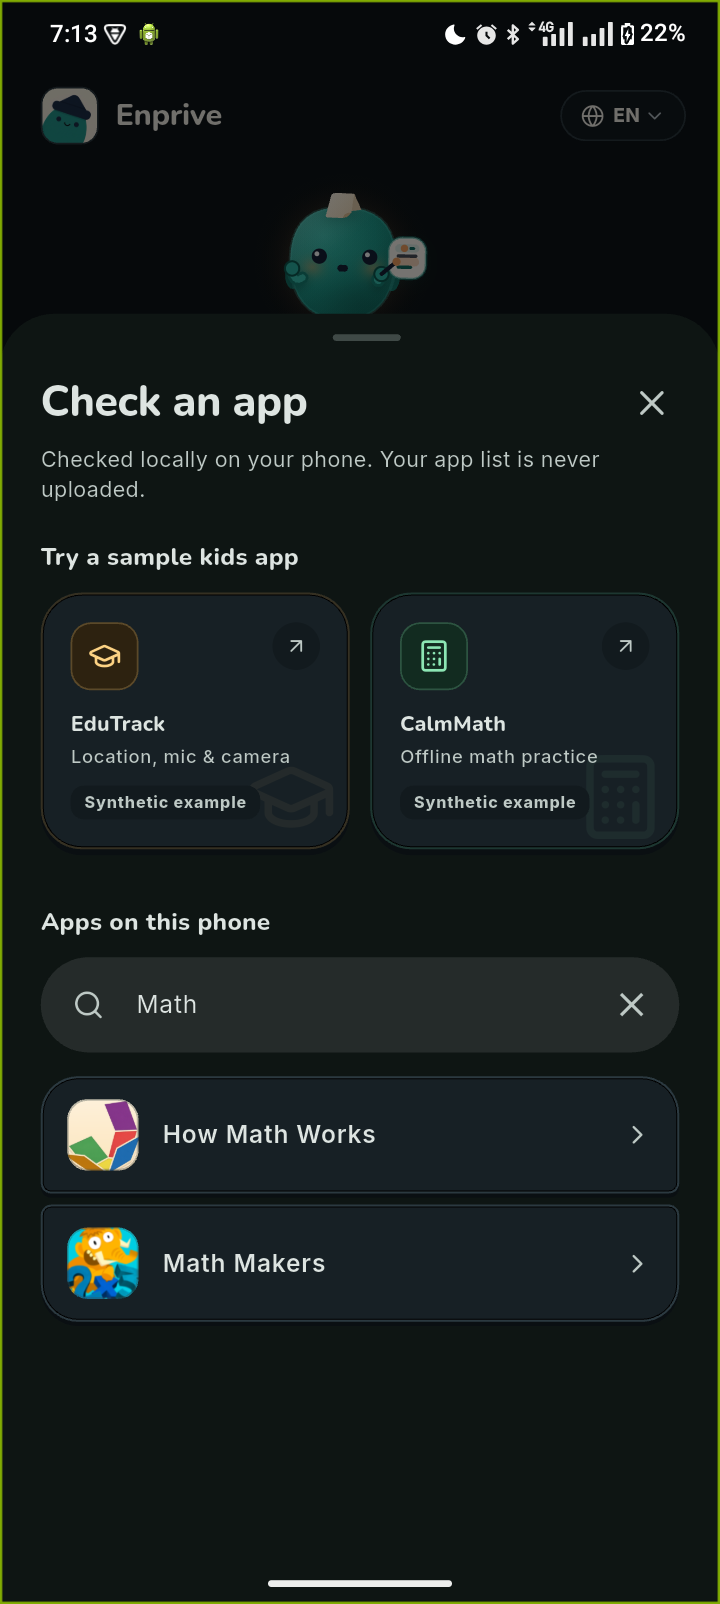 7:13
4G
22%
Enprive
EN
Check an app
Checked locally on your phone. Your app list is never
uploaded.
Try a sample kids app
EduTrack
Location, mic & camera
Synthetic example
CalmMath
Offline math practice
Synthetic example
Apps on this phone
Math
How Math Works
Math Makers